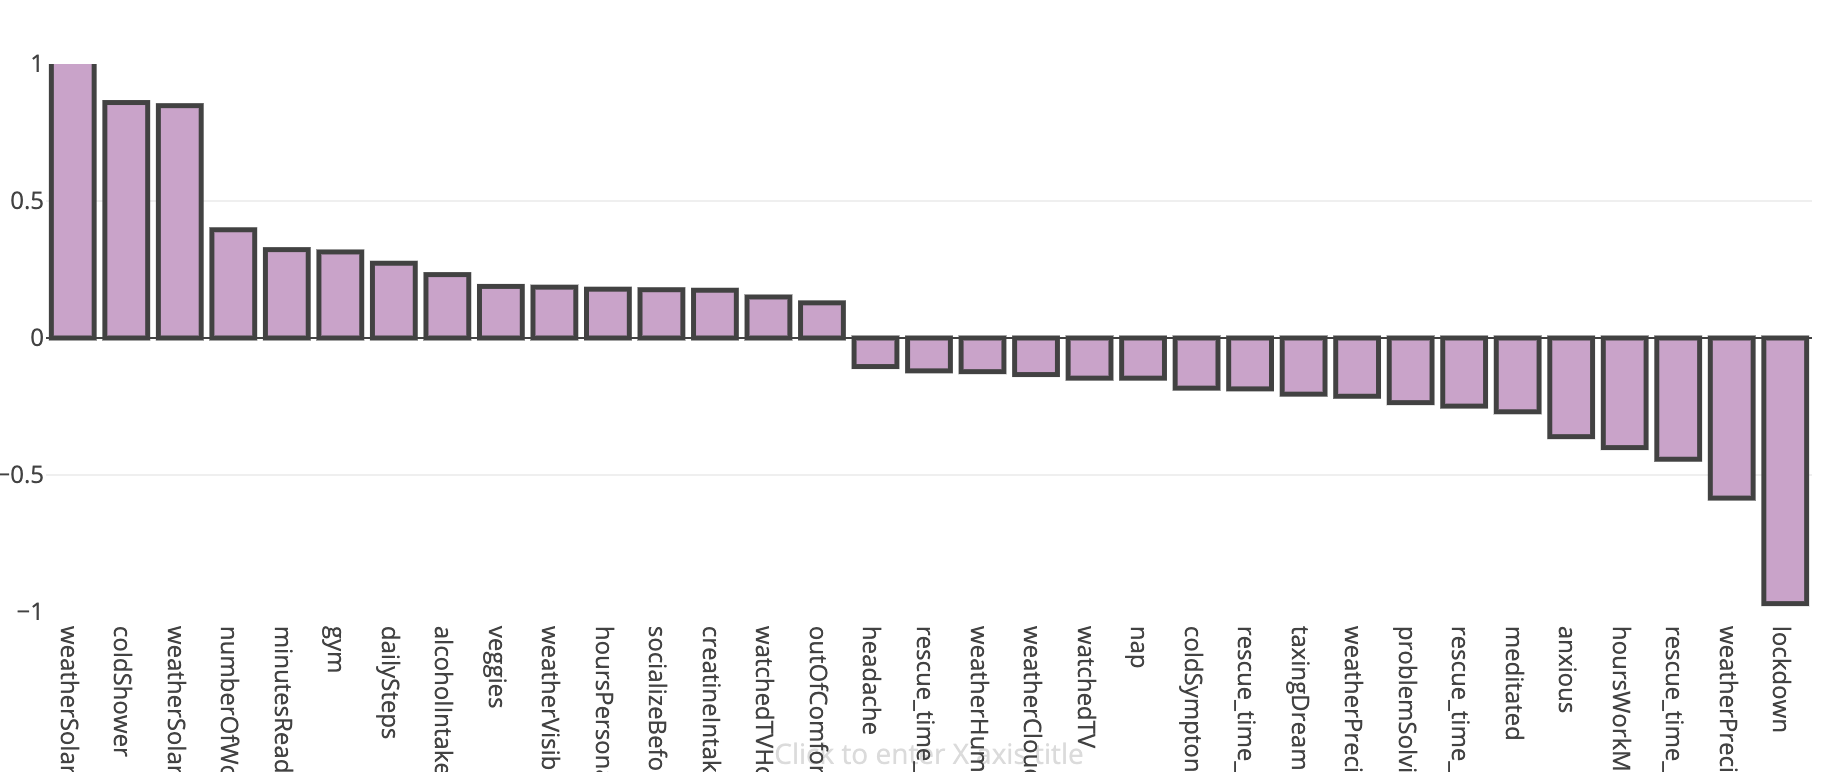 1
0.5
0
−0.5
−1
weatherSolar
coldShower
weatherSolar
numberOfWo
minutesRead
gym
dailySteps
alcoholIntake
veggies
weatherVisib
hoursPerson
socializeBefo
creatineIntak
watchedTVHo
outOfComfor
headache
rescue_time_
weatherHum
weatherCloud
watchedTV
nap
coldSympton
rescue_time_
taxingDream
weatherPreci
problemSolvi
rescue_time_
meditated
anxious
hoursWorkM
rescue_time_
weatherPreci
lockdown
Click to enter X axis title